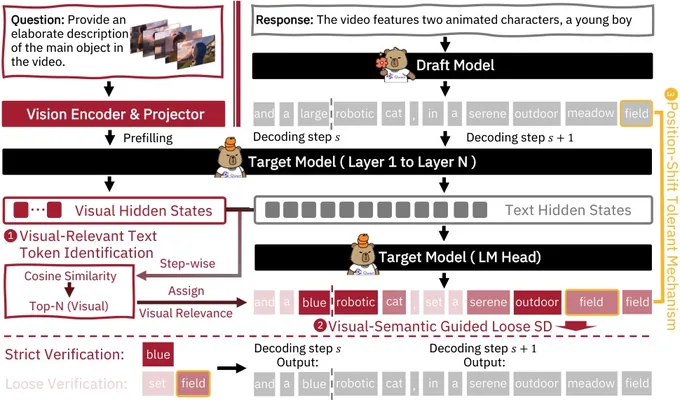 Question: Provide an
elaborate description
of the main object in
the video.
Response: The video features two animated characters, a young boy
Draft Model
Vision Encoder & Projector
and a large robotic cat , in a serene outdoor meadow field
Prefilling
Decoding step s
Decoding step s + 1
Target Model ( Layer 1 to Layer N )
Visual Hidden States
Text Hidden States
1 Visual-Relevant Text
Token Identification
Step-wise
Target Model ( LM Head)
Cosine Similarity
Top-N (Visual)
Assign
Visual Relevance
and a blue robotic cat , set a serene outdoor field field
2 Visual-Semantic Guided Loose SD
3 Position-Shift Tolerant Mechanism
Strict Verification: blue
Loose Verification: set field
Decoding step s
Output:
Decoding step s + 1
Output:
and a blue robotic cat , in a serene outdoor meadow field